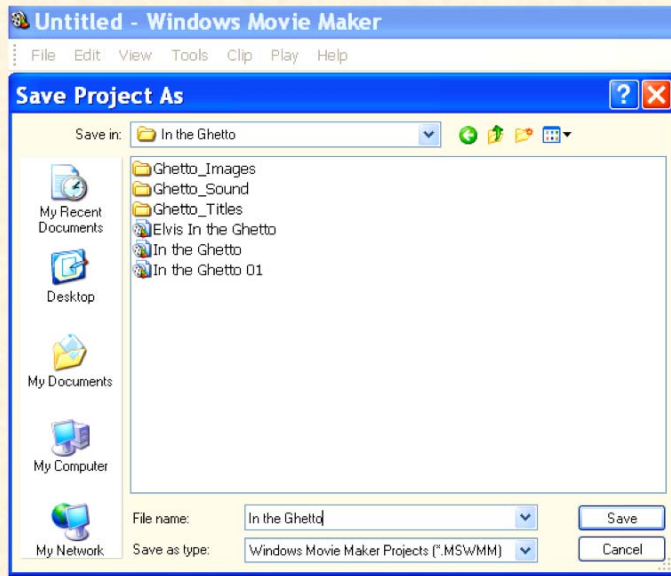 Untitled - Windows Movie Maker
File Edit View Tools Clip Play Help
Save Project As
?
Save in: In the Ghetto
Ghetto_Images
Ghetto_Sound
Ghetto_Titles
Elvis In the Ghetto
In the Ghetto
In the Ghetto 01
My Recent
Documents
Desktop
My Documents
My Computer
My Network
File name: In the Ghetto
Save
Save as type: Windows Movie Maker Projects (*.MSWMM)
Cancel